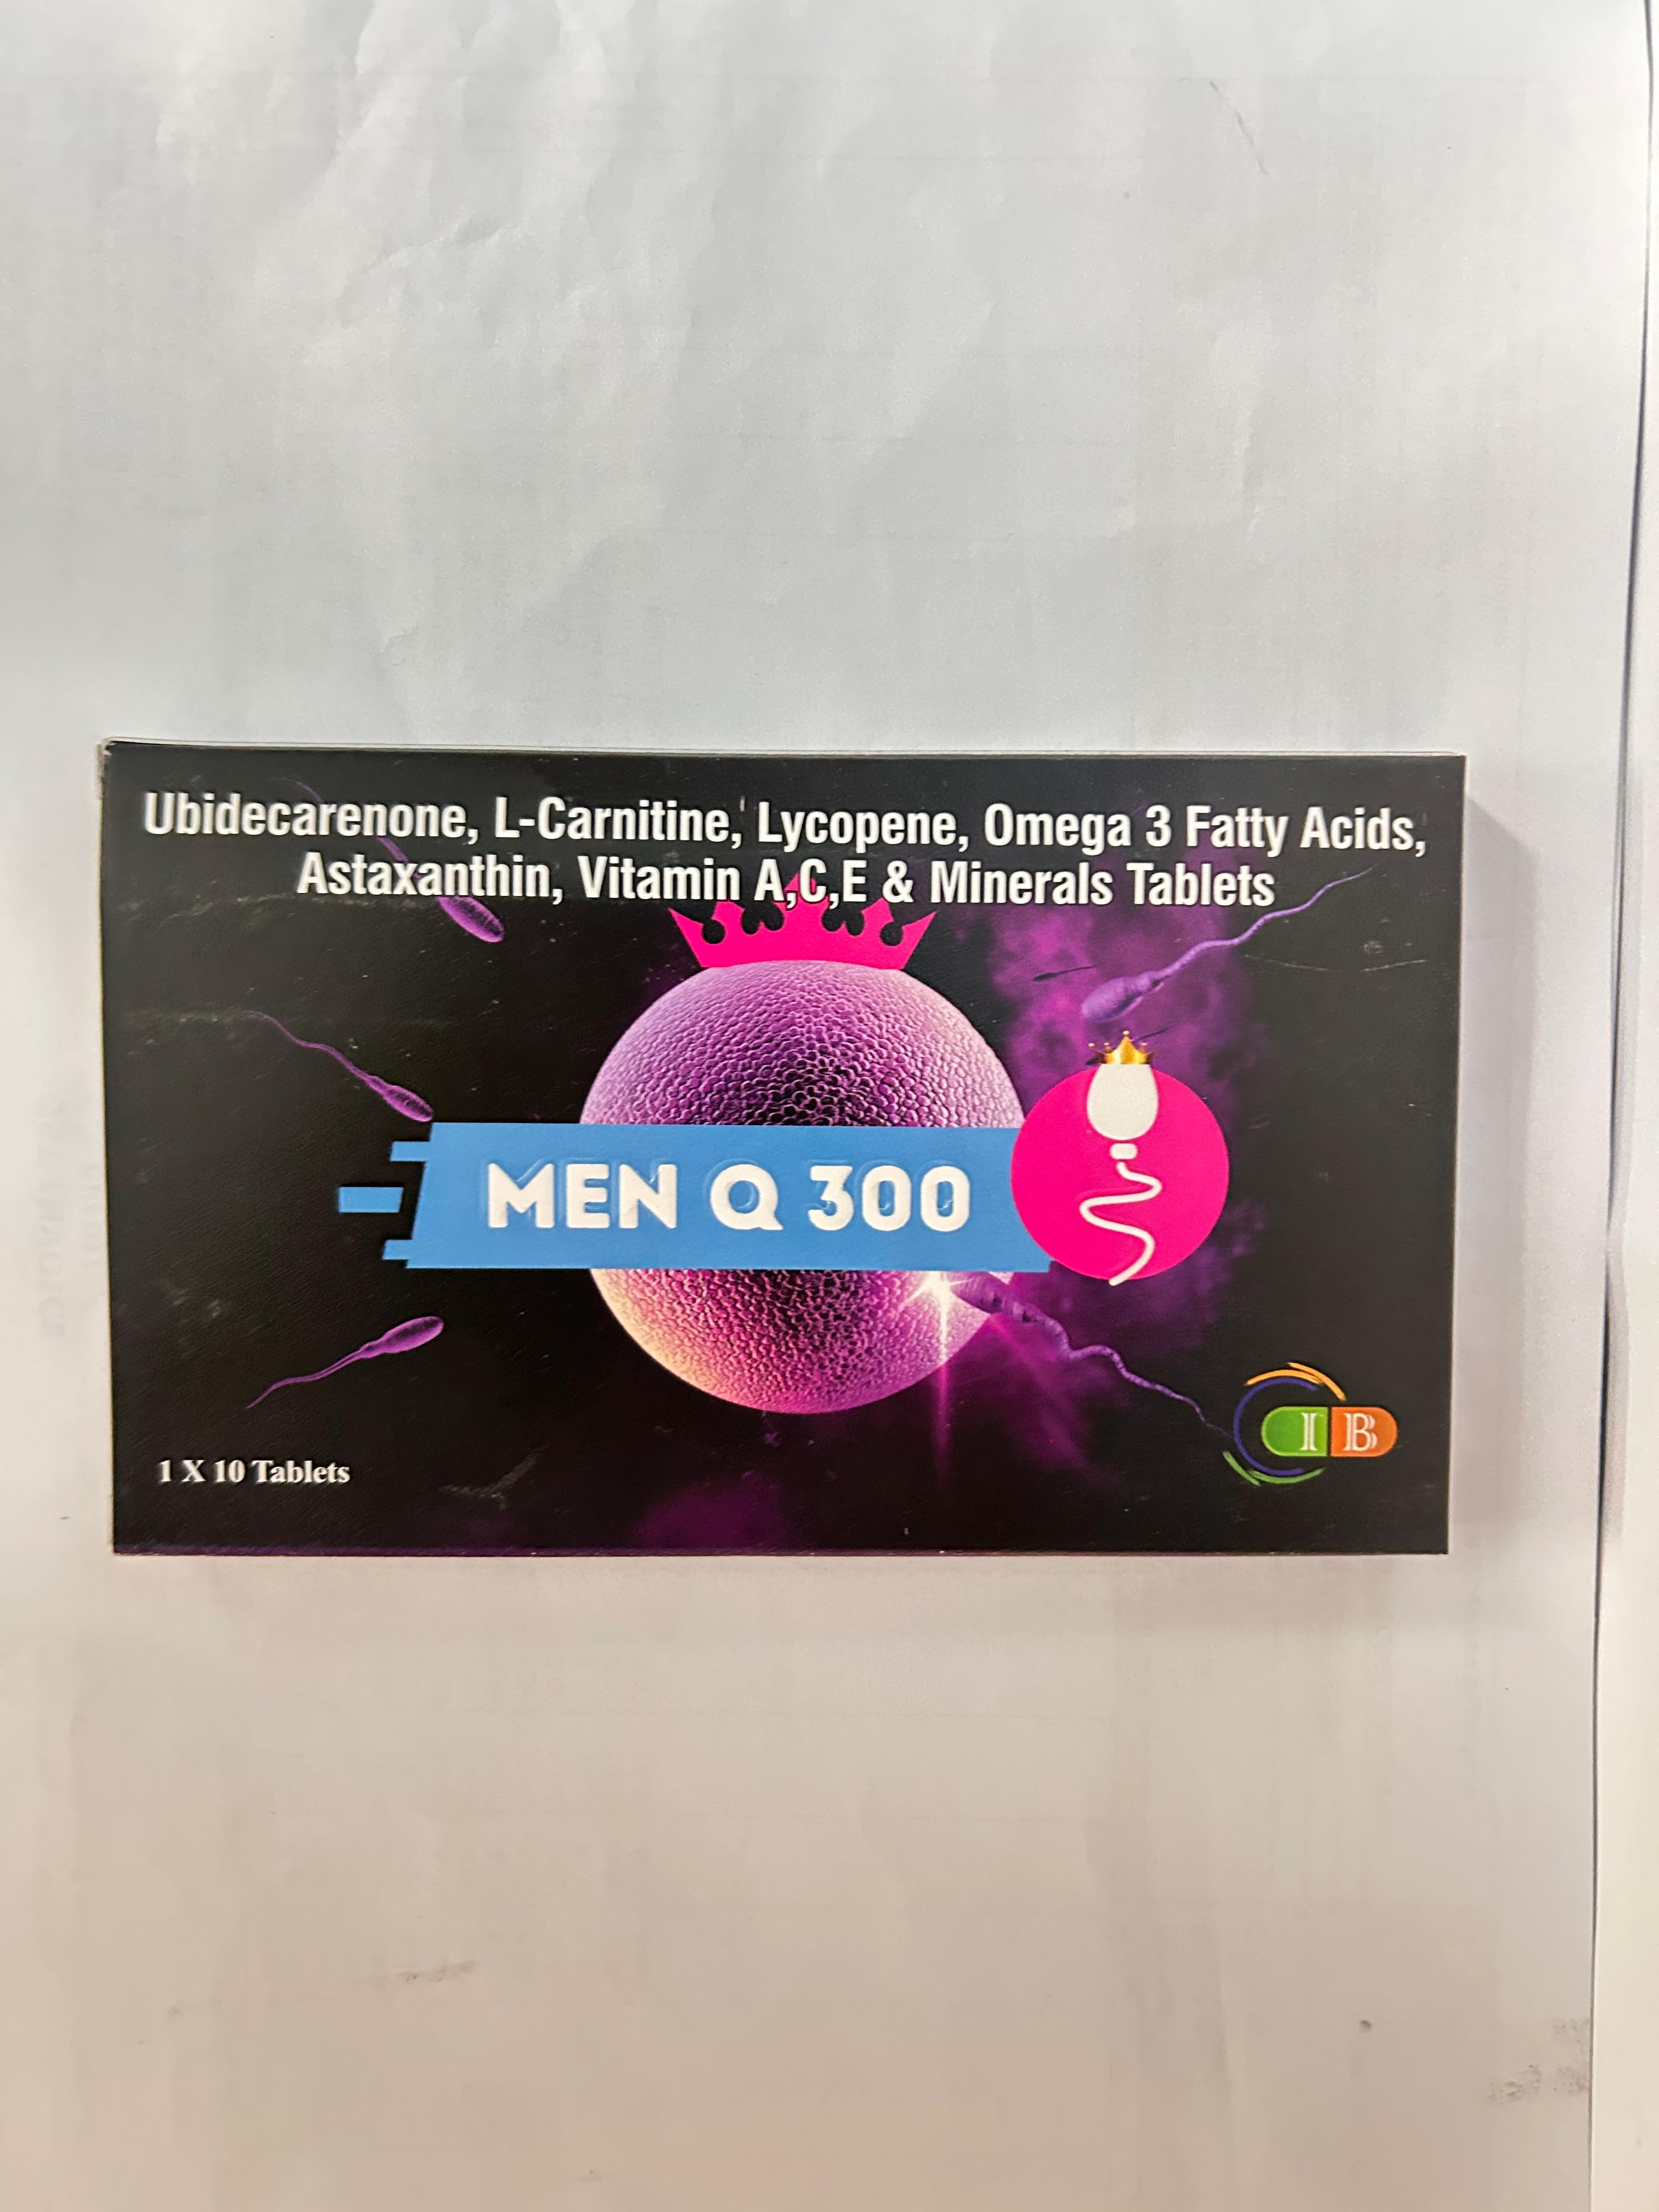 Ubidecarenone, L-Carnitine, Lycopene, Omega 3 Fatty Acids,
Astaxanthin, Vitamin A,C,E & Minerals Tablets
MEN Q 300
1 X 10 Tablets
IB